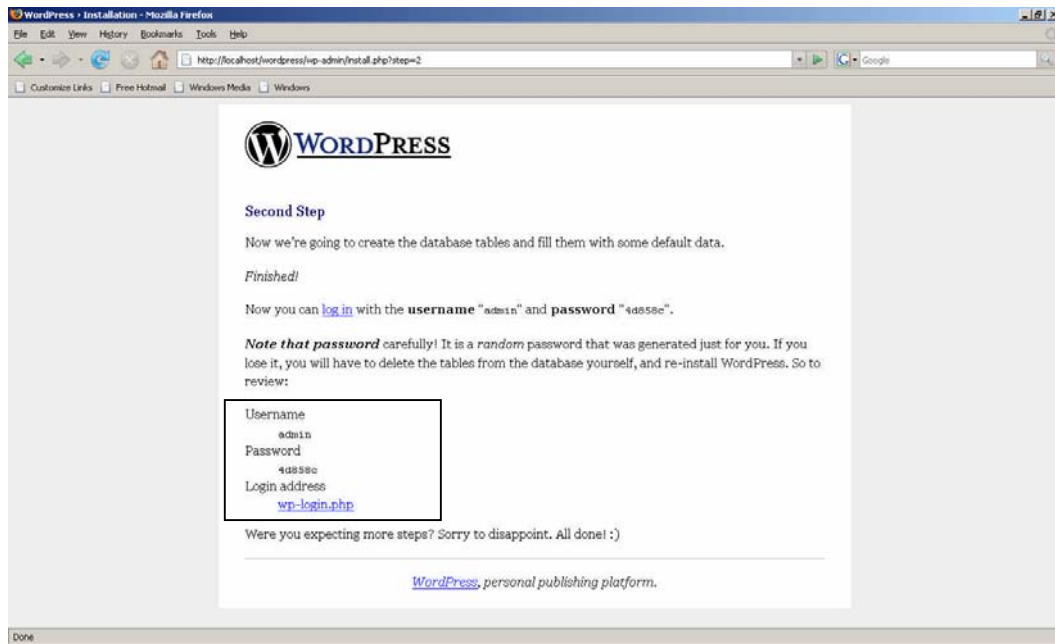 WordPress › Installation - Mozilla Firefox
File Edit View History Bookmarks Tools Help
http://localhost/wordpress/wp-admin/install.php?step=2
Google
Customize Links Free Hotmail Windows Media Windows
WORDPRESS
Second Step
Now we're going to create the database tables and fill them with some default data.
Finished!
Now you can log in with the username "admin" and password "4d858c".
Note that password carefully! It is a random password that was generated just for you. If you
lose it, you will have to delete the tables from the database yourself, and re-install WordPress. So to
review:
Username
admin
Password
4d858c
Login address
wp-login.php
Were you expecting more steps? Sorry to disappoint. All done! :)
WordPress, personal publishing platform.
Done